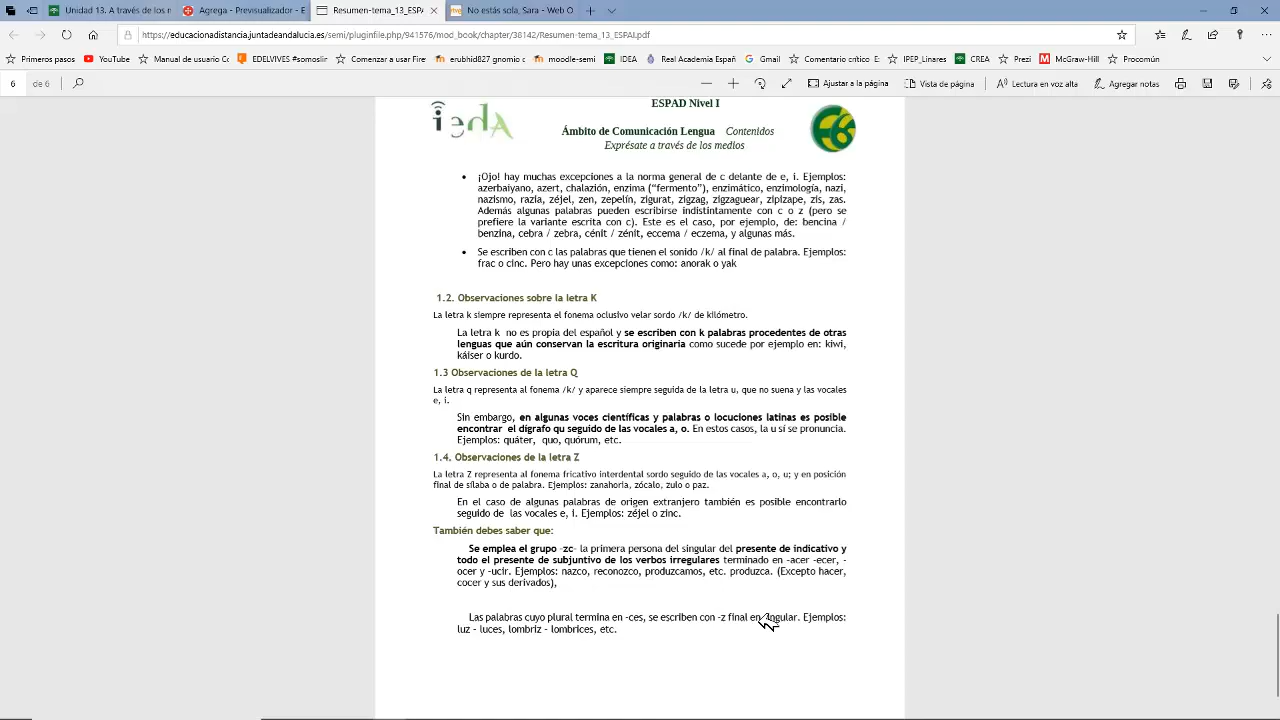 Unidad 13. A través de los r
Agrega - Previsualizador - E
Resumen-tema_13_ESPA
No estás sola, Sara - Web O
https://educacionadistancia.juntadeandalucia.es/semi/pluginfile.php/941576/mod_book/chapter/38142/Resumen-tema_13_ESPAl.pdf
Primeros pasos
YouTube
Manual de usuario Co
EDELVIVES #somoslir
Comenzar a usar Firef
erubhid827 gnomic c
moodle-semi
IDEA
Real Academia Españ
Comentario crítico E
IPEP_Linares
CREA
Prezi
McGraw-Hill
Procomún
6 de 6
Ajustar a la página
Vista de página
Lectura en voz alta
Agregar notas
ieda
ESPAD Nivel I
Ámbito de Comunicación Lengua Contenidos
Exprésate a través de los medios
• ¡Ojo! hay muchas excepciones a la norma general de c delante de e, i. Ejemplos:
azerbaiyano, azert, chalazión, enzima (“fermento”), enzimático, enzimología, nazi,
nazismo, razia, zéjel, zen, zepelín, zigurat, zigzag, zigzaguear, zipizape, zis, zas.
Además algunas palabras pueden escribirse indistintamente con c o z (pero se
prefiere la variante escrita con c). Este es el caso, por ejemplo, de: bencina /
benzina, cebra / zebra, cénit / zénit, eccema / eczema, y algunas más.
• Se escriben con c las palabras que tienen el sonido /k/ al final de palabra. Ejemplos:
frac o cinc. Pero hay unas excepciones como: anorak o yak
1.2. Observaciones sobre la letra K
La letra k siempre representa el fonema oclusivo velar sordo /k/ de kilómetro.
La letra k no es propia del español y se escriben con k palabras procedentes de otras
lenguas que aún conservan la escritura originaria como sucede por ejemplo en: kiwi,
káiser o kurdo.
1.3 Observaciones de la letra Q
La letra q representa al fonema /k/ y aparece siempre seguida de la letra u, que no suena y las vocales
e, i.
Sin embargo, en algunas voces científicas y palabras o locuciones latinas es posible
encontrar el dígrafo qu seguido de las vocales a, o. En estos casos, la u sí se pronuncia.
Ejemplos: quáter, quo, quórum, etc.
1.4. Observaciones de la letra Z
La letra Z representa al fonema fricativo interdental sordo seguido de las vocales a, o, u; y en posición
final de sílaba o de palabra. Ejemplos: zanahoria, zócalo, zulo o paz.
En el caso de algunas palabras de origen extranjero también es posible encontrarlo
seguido de las vocales e, i. Ejemplos: zéjel o zinc.
También debes saber que:
Se emplea el grupo -zc- la primera persona del singular del presente de indicativo y
todo el presente de subjuntivo de los verbos irregulares terminado en -acer -ecer, -
ocer y -ucir. Ejemplos: nazco, reconozco, produzcamos, etc. produzca. (Excepto hacer,
cocer y sus derivados),
Las palabras cuyo plural termina en -ces, se escriben con -z final en singular. Ejemplos:
luz - luces, lombriz - lombrices, etc.